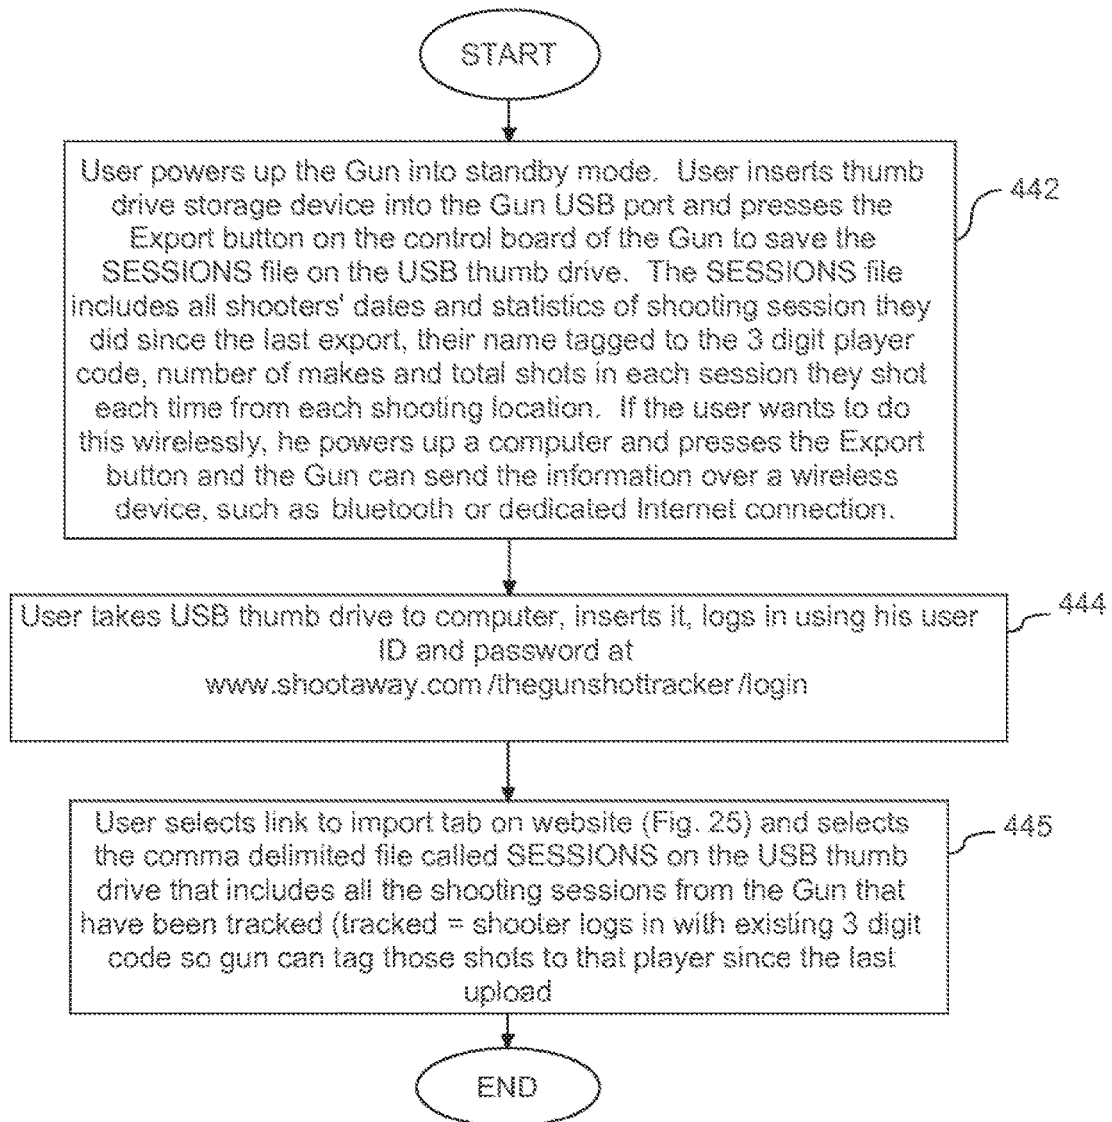 START
User powers up the Gun into standby mode. User inserts thumb
drive storage device into the Gun USB port and presses the
Export button on the control board of the Gun to save the
SESSIONS file on the USB thumb drive. The SESSIONS file
includes all shooters' dates and statistics of shooting session they
did since the last export, their name tagged to the 3 digit player
code, number of makes and total shots in each session they shot
each time from each shooting location. If the user wants to do
this wirelessly, he powers up a computer and presses the Export
button and the Gun can send the information over a wireless
device, such as bluetooth or dedicated Internet connection.
442
User takes USB thumb drive to computer, inserts it, logs in using his user
ID and password at
www.shootaway.com/thegunshottracker/login
444
User selects link to import tab on website (Fig. 25) and selects
the comma delimited file called SESSIONS on the USB thumb
drive that includes all the shooting sessions from the Gun that
have been tracked (tracked = shooter logs in with existing 3 digit
code so gun can tag those shots to that player since the last
upload
445
END